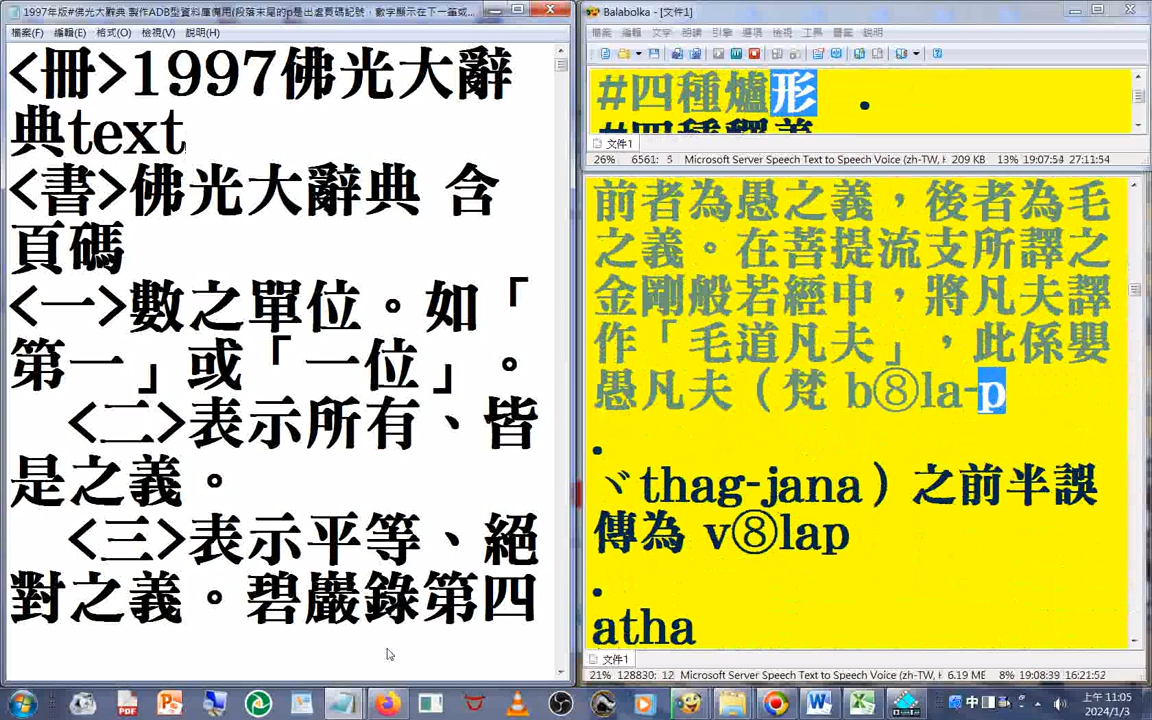 1997年版#佛光大辭典 製作ADB型資料庫備用(段落末尾的p是出處頁碼記號，數字顯示在下一筆或...
檔案(F) 編輯(E) 格式(O) 檢視(V) 說明(H)
<冊>1997佛光大辭
典text
<書>佛光大辭典 含
頁碼
<一>數之單位。如「
第一」或「一位」。
<二>表示所有、皆
是之義。
<三>表示平等、絕
對之義。碧巖錄第四
Balabolka - [文件1]
檔案 編輯 文字 朗讀 引擎 選項 檢視 工具 書籤 說明
#四種爐形 .
#四種釋義
文件1
26% 6561: 5 Microsoft Server Speech Text to Speech Voice (zh-TW, H 209 KB 13% 19:07:54 27:11:54
前者為愚之義，後者為毛
之義。在菩提流支所譯之
金剛般若經中，將凡夫譯
作「毛道凡夫」，此係嬰
愚凡夫（梵 b⑧la-p
.
ヾthag-jana）之前半誤
傳為 v⑧lap
.
atha
文件1
21% 128830: 12 Microsoft Server Speech Text to Speech Voice (zh-TW, H 6.19 MB 8% 19:08:39 16:21:52
中
上午 11:05
2024/1/3